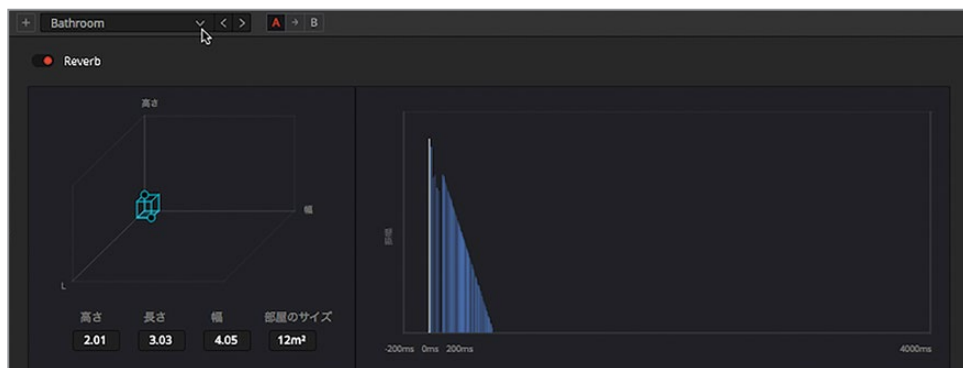 + Bathroom < > A → B
Reverb
高さ
幅
L
高さ 長さ 幅 部屋のサイズ
2.01 3.03 4.05 12m²
-200ms 0ms 200ms 4000ms